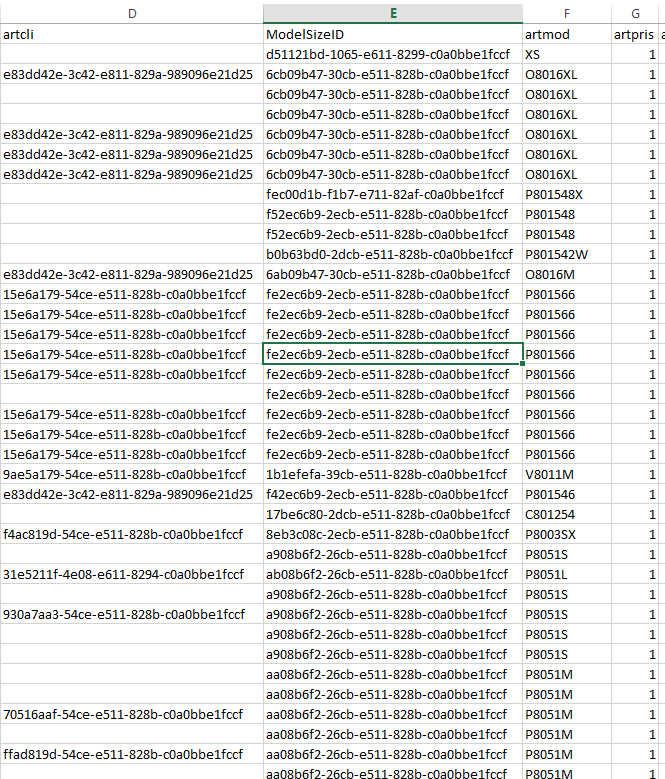 D E F G
artcli ModelSizeID artmod artpris
d51121bd-1065-e611-8299-c0a0bbe1fccf XS 1
e83dd42e-3c42-e811-829a-989096e21d25 6cb09b47-30cb-e511-828b-c0a0bbe1fccf O8016XL 1
6cb09b47-30cb-e511-828b-c0a0bbe1fccf O8016XL 1
6cb09b47-30cb-e511-828b-c0a0bbe1fccf O8016XL 1
e83dd42e-3c42-e811-829a-989096e21d25 6cb09b47-30cb-e511-828b-c0a0bbe1fccf O8016XL 1
e83dd42e-3c42-e811-829a-989096e21d25 6cb09b47-30cb-e511-828b-c0a0bbe1fccf O8016XL 1
e83dd42e-3c42-e811-829a-989096e21d25 6cb09b47-30cb-e511-828b-c0a0bbe1fccf O8016XL 1
fec00d1b-f1b7-e711-82af-c0a0bbe1fccf P801548X 1
f52ec6b9-2ecb-e511-828b-c0a0bbe1fccf P801548 1
f52ec6b9-2ecb-e511-828b-c0a0bbe1fccf P801548 1
b0b63bd0-2dcb-e511-828b-c0a0bbe1fccf P801542W 1
e83dd42e-3c42-e811-829a-989096e21d25 6ab09b47-30cb-e511-828b-c0a0bbe1fccf O8016M 1
15e6a179-54ce-e511-828b-c0a0bbe1fccf fe2ec6b9-2ecb-e511-828b-c0a0bbe1fccf P801566 1
15e6a179-54ce-e511-828b-c0a0bbe1fccf fe2ec6b9-2ecb-e511-828b-c0a0bbe1fccf P801566 1
15e6a179-54ce-e511-828b-c0a0bbe1fccf fe2ec6b9-2ecb-e511-828b-c0a0bbe1fccf P801566 1
15e6a179-54ce-e511-828b-c0a0bbe1fccf fe2ec6b9-2ecb-e511-828b-c0a0bbe1fccf P801566 1
15e6a179-54ce-e511-828b-c0a0bbe1fccf fe2ec6b9-2ecb-e511-828b-c0a0bbe1fccf P801566 1
fe2ec6b9-2ecb-e511-828b-c0a0bbe1fccf P801566 1
15e6a179-54ce-e511-828b-c0a0bbe1fccf fe2ec6b9-2ecb-e511-828b-c0a0bbe1fccf P801566 1
15e6a179-54ce-e511-828b-c0a0bbe1fccf fe2ec6b9-2ecb-e511-828b-c0a0bbe1fccf P801566 1
15e6a179-54ce-e511-828b-c0a0bbe1fccf fe2ec6b9-2ecb-e511-828b-c0a0bbe1fccf P801566 1
9ae5a179-54ce-e511-828b-c0a0bbe1fccf 1b1efefa-39cb-e511-828b-c0a0bbe1fccf V8011M 1
e83dd42e-3c42-e811-829a-989096e21d25 f42ec6b9-2ecb-e511-828b-c0a0bbe1fccf P801546 1
17be6c80-2dcb-e511-828b-c0a0bbe1fccf C801254 1
f4ac819d-54ce-e511-828b-c0a0bbe1fccf 8eb3c08c-2ecb-e511-828b-c0a0bbe1fccf P8003SX 1
a908b6f2-26cb-e511-828b-c0a0bbe1fccf P8051S 1
31e5211f-4e08-e611-8294-c0a0bbe1fccf ab08b6f2-26cb-e511-828b-c0a0bbe1fccf P8051L 1
a908b6f2-26cb-e511-828b-c0a0bbe1fccf P8051S 1
930a7aa3-54ce-e511-828b-c0a0bbe1fccf a908b6f2-26cb-e511-828b-c0a0bbe1fccf P8051S 1
a908b6f2-26cb-e511-828b-c0a0bbe1fccf P8051S 1
a908b6f2-26cb-e511-828b-c0a0bbe1fccf P8051S 1
aa08b6f2-26cb-e511-828b-c0a0bbe1fccf P8051M 1
aa08b6f2-26cb-e511-828b-c0a0bbe1fccf P8051M 1
70516aaf-54ce-e511-828b-c0a0bbe1fccf aa08b6f2-26cb-e511-828b-c0a0bbe1fccf P8051M 1
aa08b6f2-26cb-e511-828b-c0a0bbe1fccf P8051M 1
ffad819d-54ce-e511-828b-c0a0bbe1fccf aa08b6f2-26cb-e511-828b-c0a0bbe1fccf P8051M 1
aa08b6f2-26cb-e511-828b-c0a0bbe1fccf P8051M 1